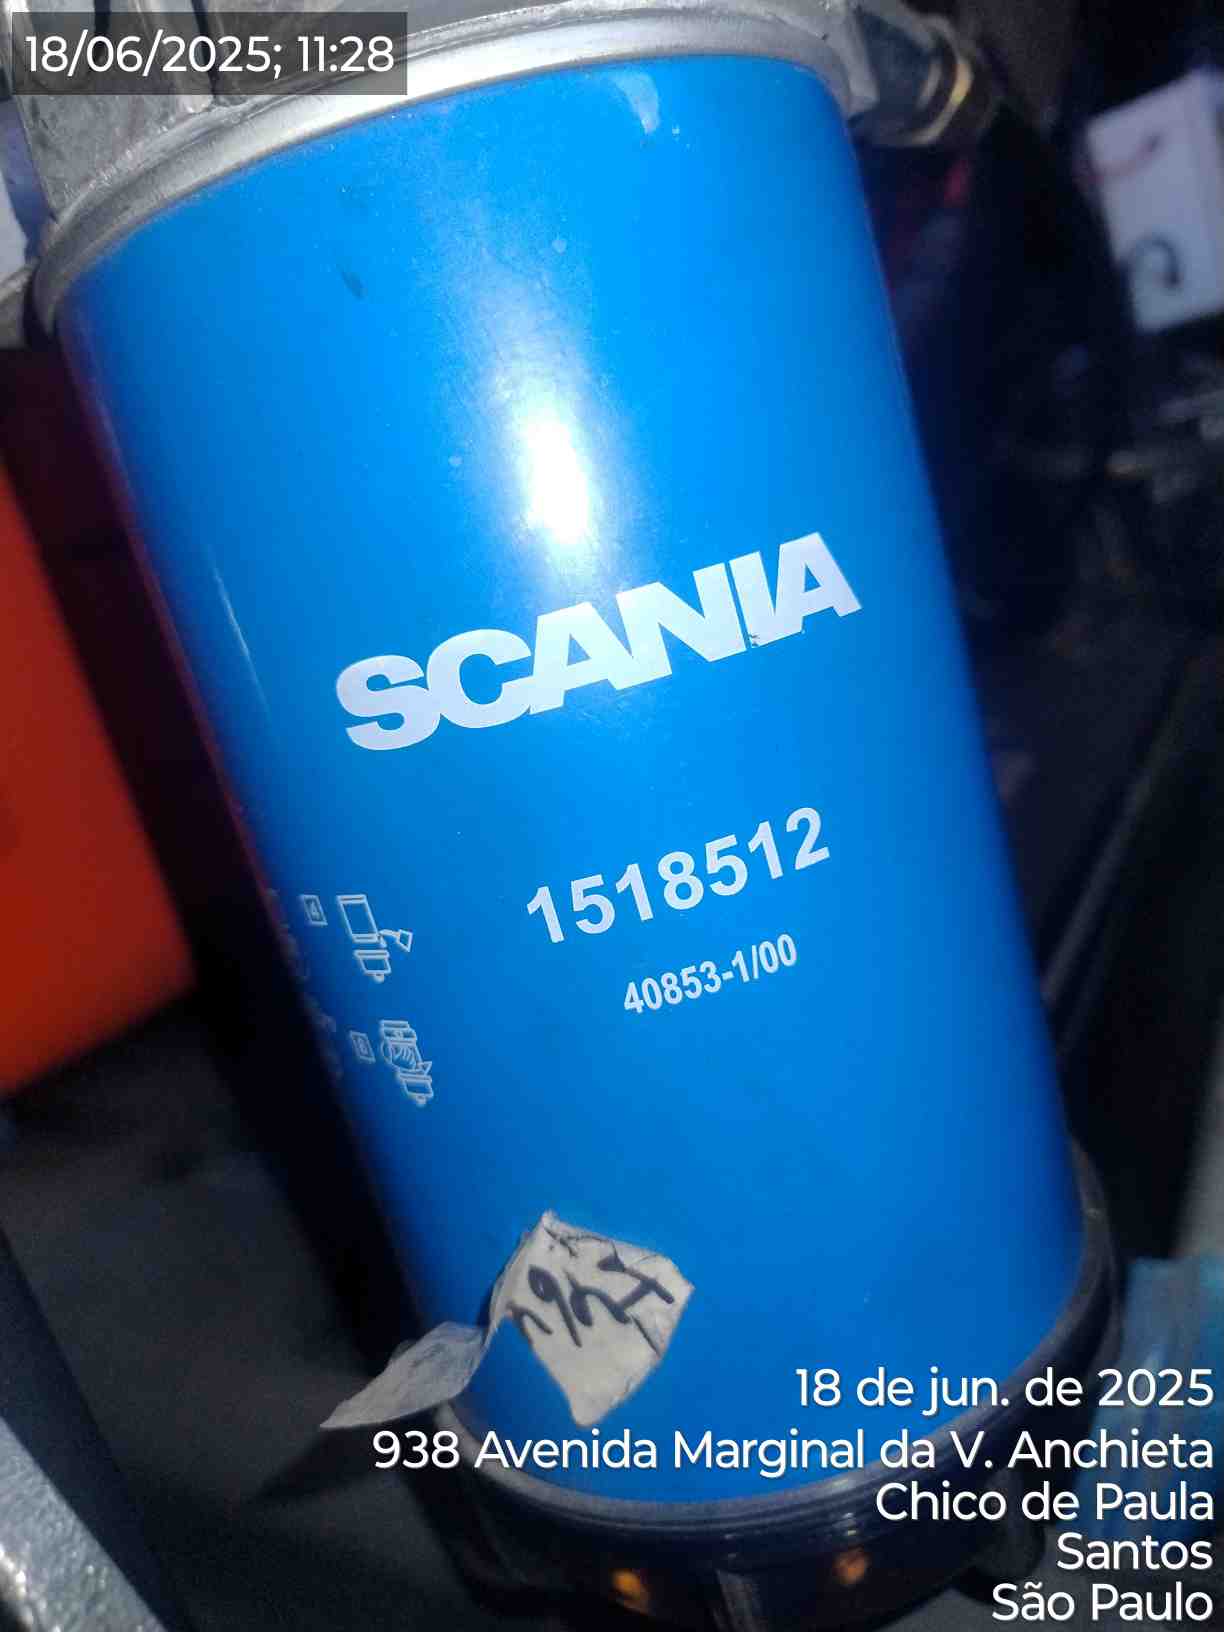 18/06/2025; 11:28
SCANIA
1518512
40853-1/00
18 de jun. de 2025
938 Avenida Marginal da V. Anchieta
Chico de Paula
Santos
São Paulo